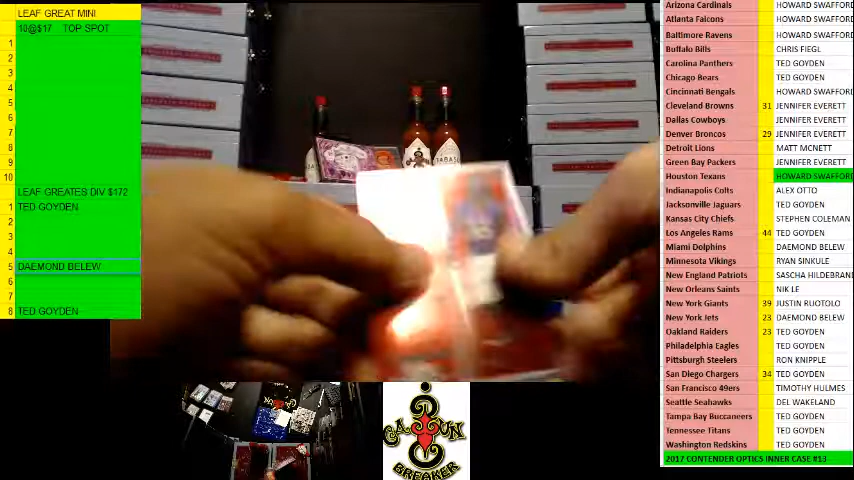 LEAF GREAT MINI
10@$17 TOP SPOT
1
2
3
4
5
6
7
8
9
10
LEAF GREATES DIV $172
1 TED GOYDEN
2
3
4
5 DAEMOND BELEW
6
7
8 TED GOYDEN
TABAS
CAJUN
BREAKER
Arizona Cardinals HOWARD SWAFFORD
Atlanta Falcons HOWARD SWAFFOR
Baltimore Ravens HOWARD SWAFFOR
Buffalo Bills CHRIS FIEGL
Carolina Panthers TED GOYDEN
Chicago Bears TED GOYDEN
Cincinnati Bengals HOWARD SWAFFORD
Cleveland Browns 31 JENNIFER EVERETT
Dallas Cowboys JENNIFER EVERETT
Denver Broncos 29 JENNIFER EVERETT
Detroit Lions MATT MCNETT
Green Bay Packers JENNIFER EVERETT
Houston Texans HOWARD SWAFFORD
Indianapolis Colts ALEX OTTO
Jacksonville Jaguars TED GOYDEN
Kansas City Chiefs STEPHEN COLEMAN
Los Angeles Rams 44 TED GOYDEN
Miami Dolphins DAEMOND BELEW
Minnesota Vikings RYAN SINKULE
New England Patriots SASCHA HILDEBRAN
New Orleans Saints NIK LE
New York Giants 39 JUSTIN RUOTOLO
New York Jets 23 DAEMOND BELEW
Oakland Raiders 23 TED GOYDEN
Philadelphia Eagles TED GOYDEN
Pittsburgh Steelers RON KNIPPLE
San Diego Chargers 34 TED GOYDEN
San Francisco 49ers TIMOTHY HULMES
Seattle Seahawks DEL WAKELAND
Tampa Bay Buccaneers TED GOYDEN
Tennessee Titans TED GOYDEN
Washington Redskins TED GOYDEN
2017 CONTENDER OPTICS INNER CASE #13